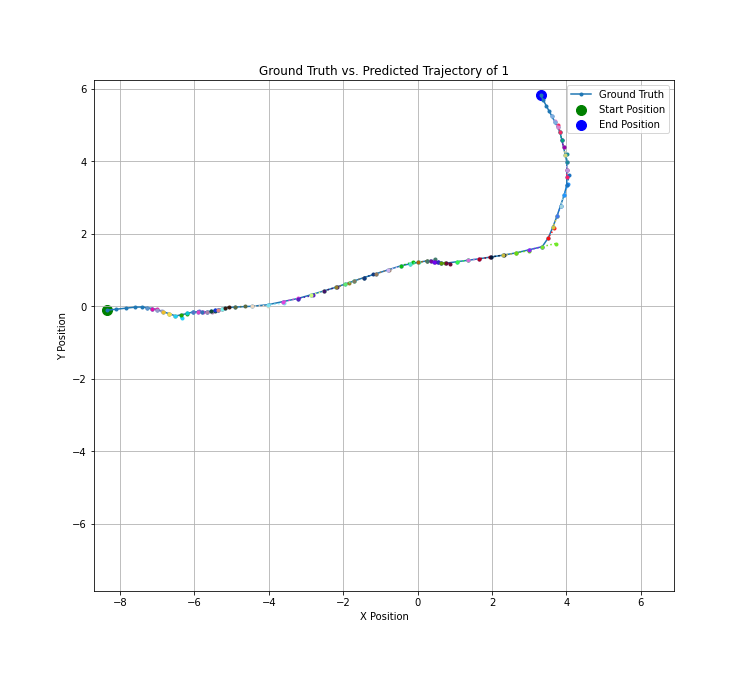 Ground Truth vs. Predicted Trajectory of 1
Ground Truth
Start Position
End Position
6
4
2
0
−2
−4
−6
Y Position
−8 −6 −4 −2 0 2 4 6
X Position